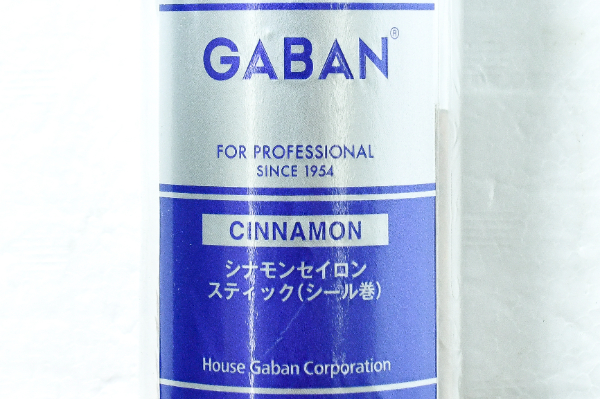 GABAN®
FOR PROFESSIONAL
SINCE 1954
CINNAMON
シナモンセイロン
スティック(シール巻)
House Gaban Corporation